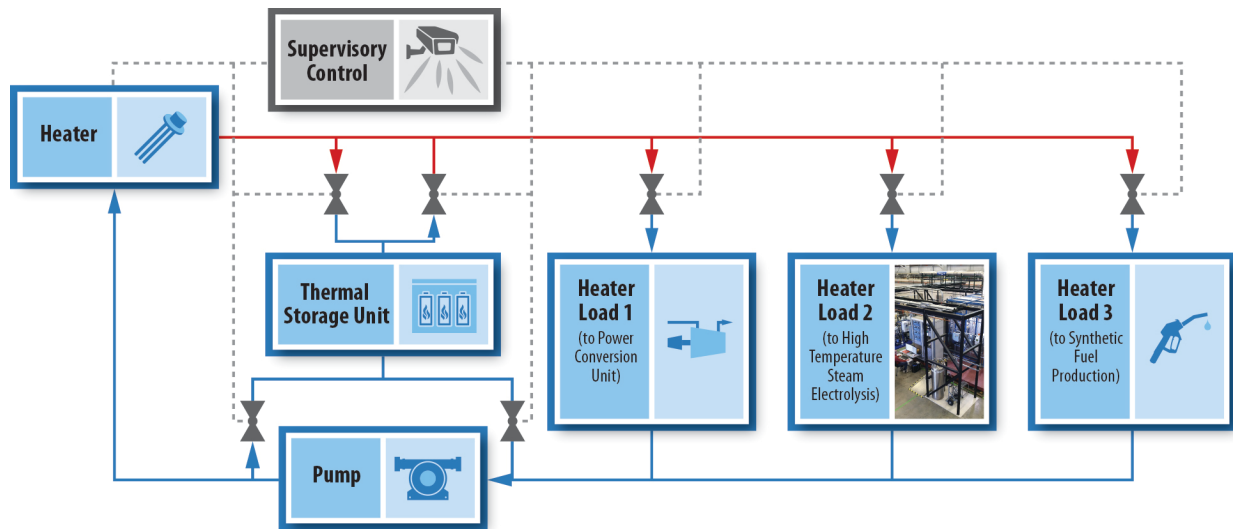 Supervisory
Control
Heater
Thermal
Storage Unit
Heater
Load 1
(to Power
Conversion
Unit)
Heater
Load 2
(to High
Temperature
Steam
Electrolysis)
Heater
Load 3
(to Synthetic
Fuel
Production)
Pump